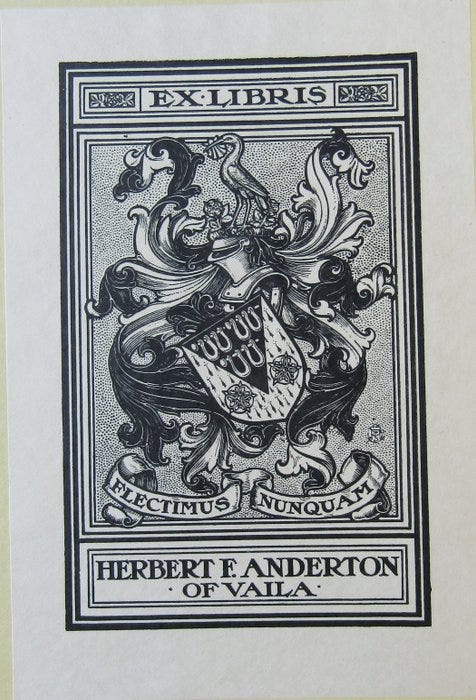 EX·LIBRIS
FLECTIMUS NUNQUAM
HERBERT F. ANDERTON
· OF VAILA ·